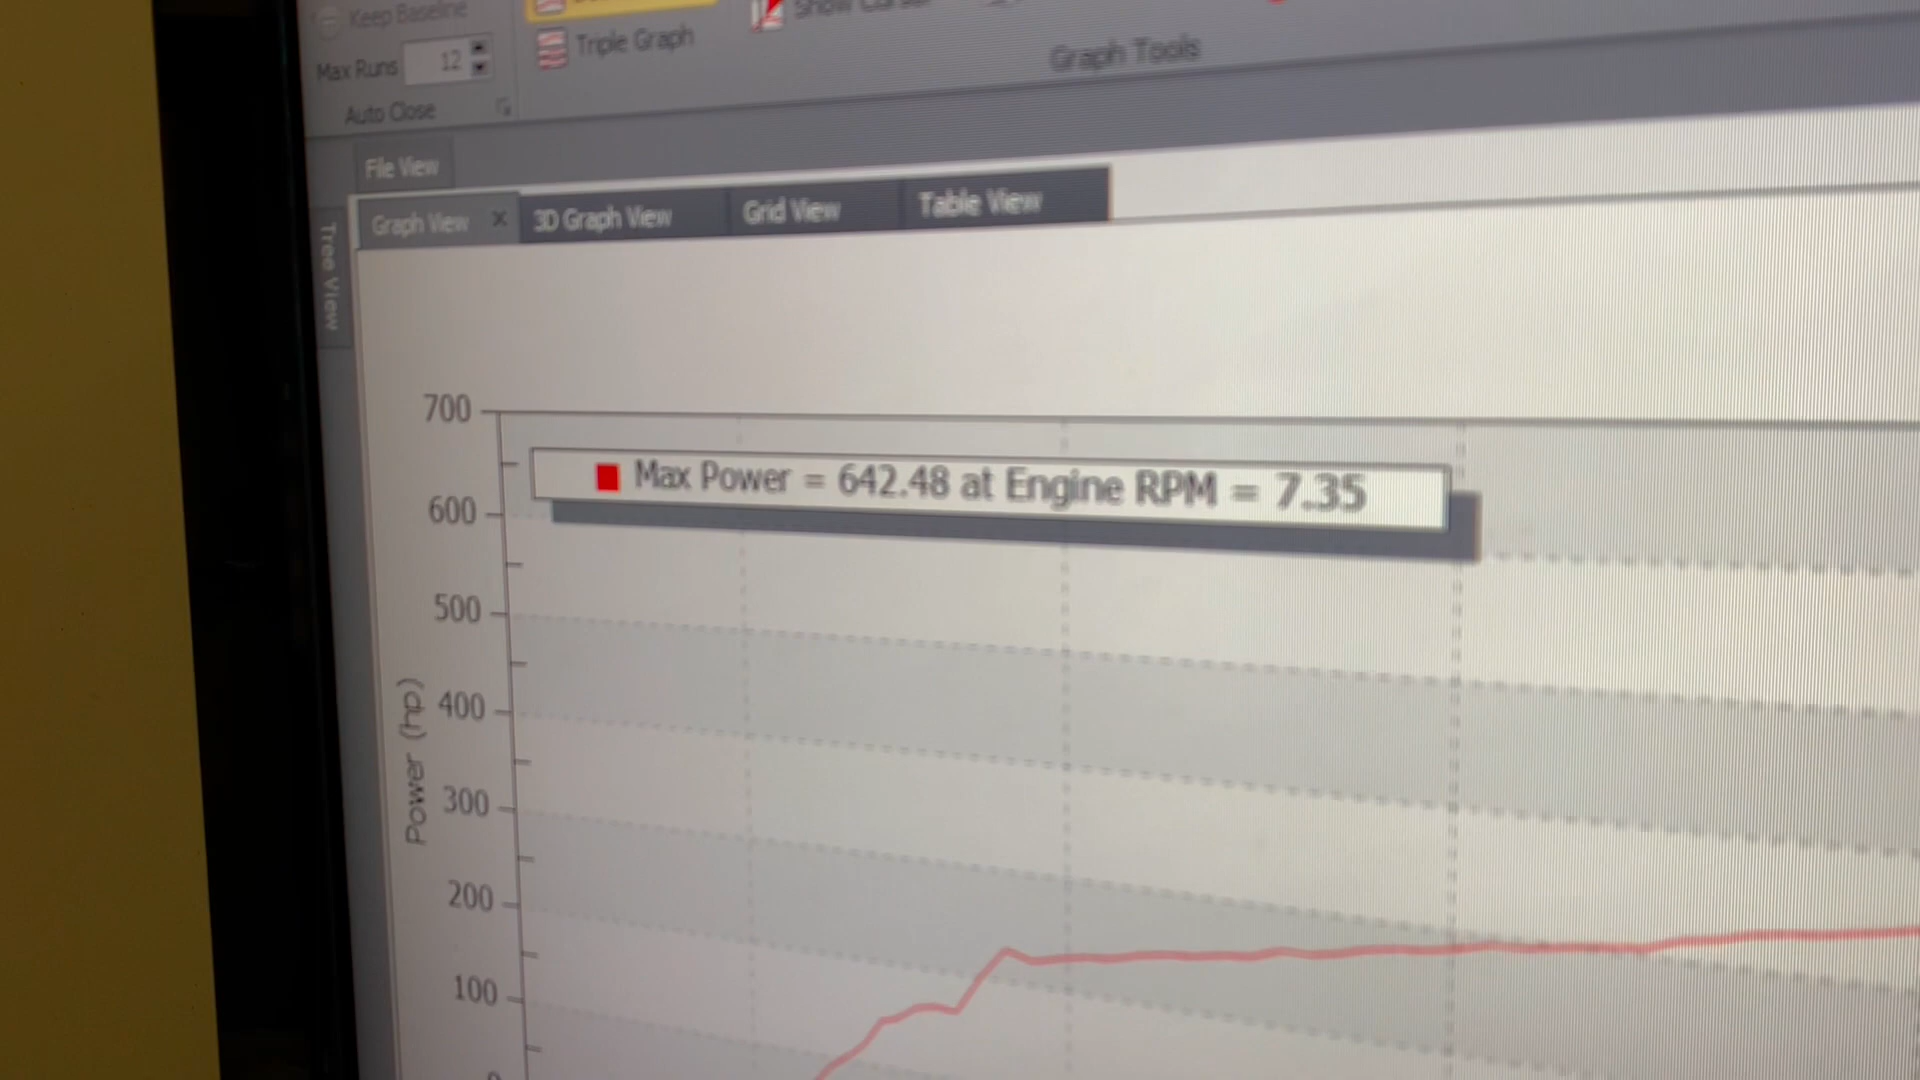 Keep Baseline
Max Runs 12
Auto Close
Triple Graph
Show
Graph Tools
File View
Tree View
Graph View × 3D Graph View Grid View Table View
Max Power = 642.48 at Engine RPM = 7.35
Power (hp)
700
600
500
400
300
200
100
0